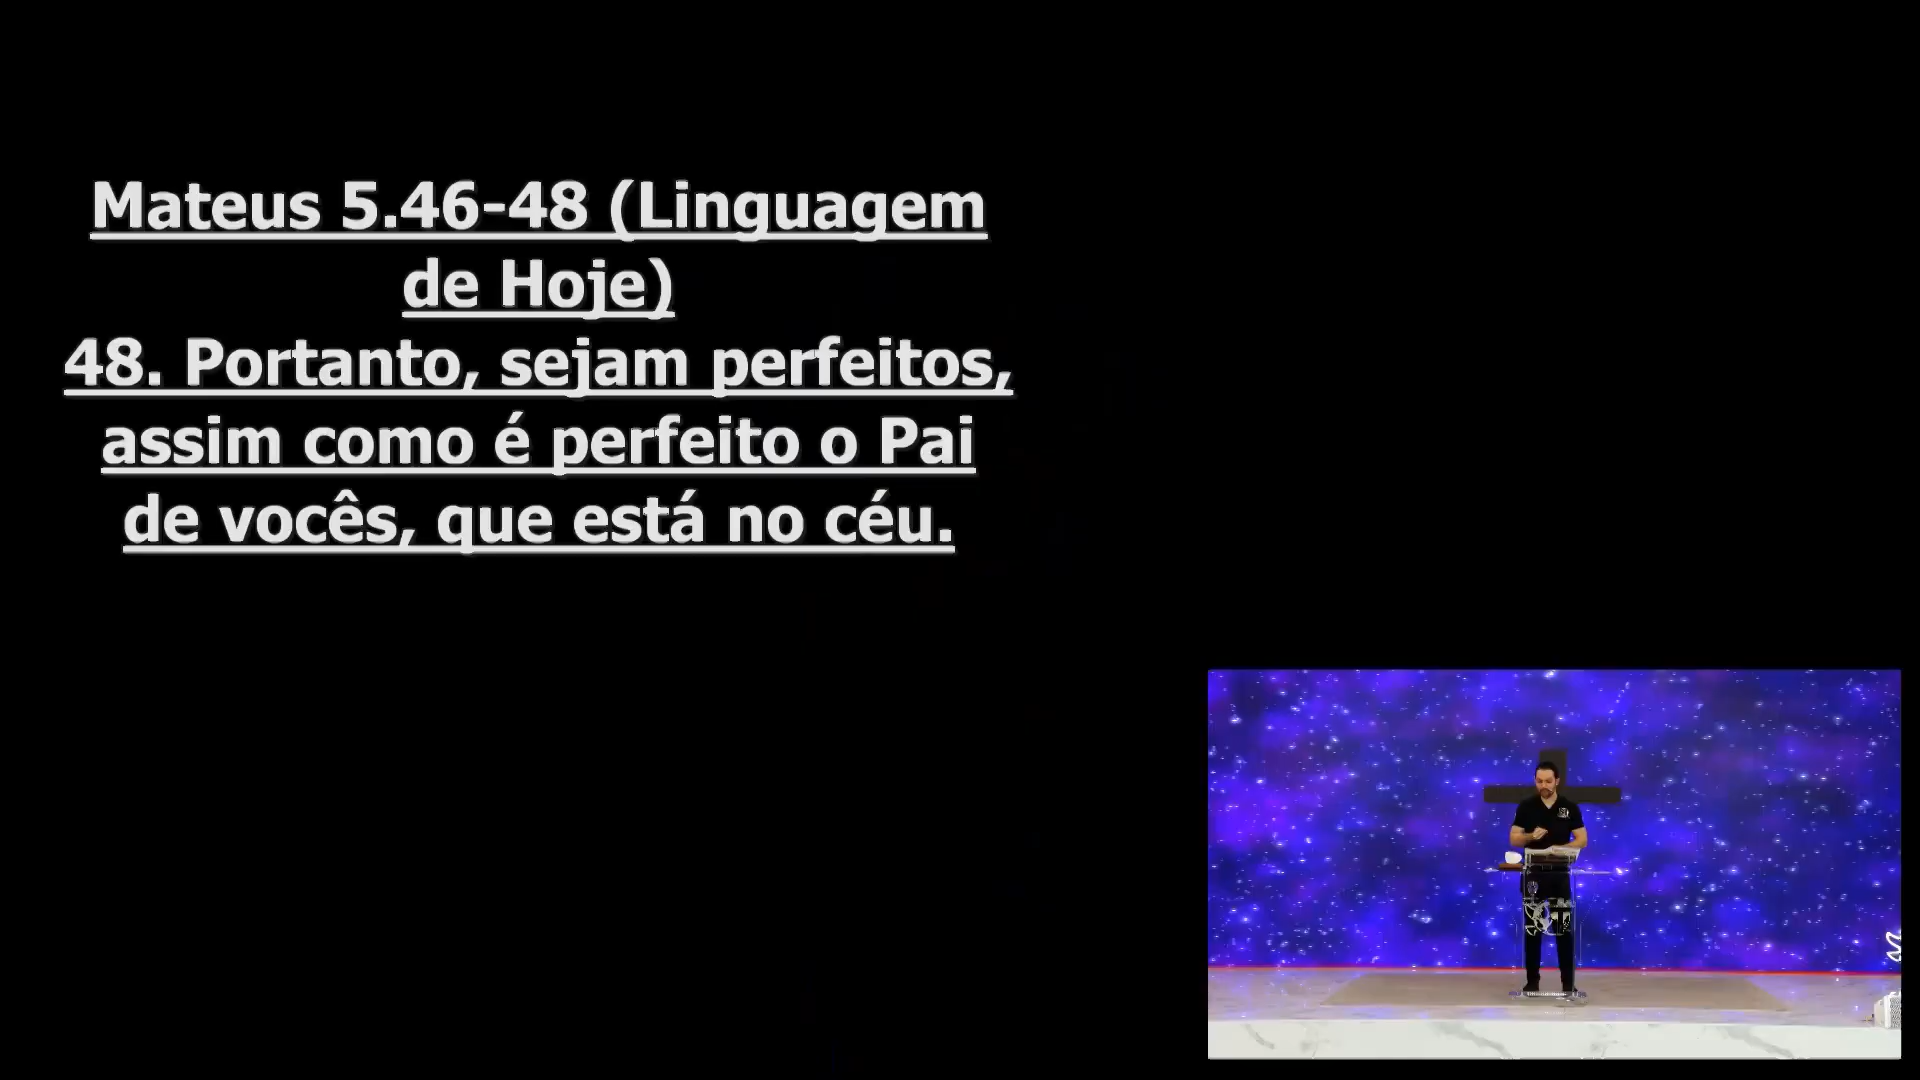 Mateus 5.46-48 (Linguagem
de Hoje)
48. Portanto, sejam perfeitos,
assim como é perfeito o Pai
de vocês, que está no céu.